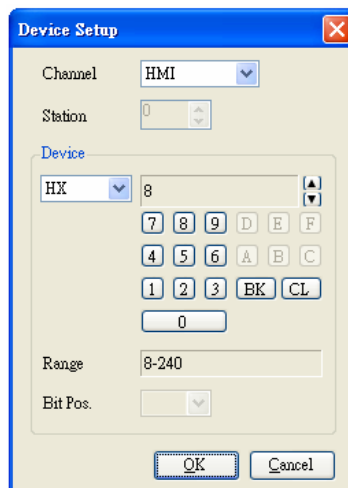 Device Setup
Channel HMI
Station 0
Device
HX 8
7 8 9 D E F
4 5 6 A B C
1 2 3 BK CL
0
Range 8-240
Bit Pos.
OK Cancel